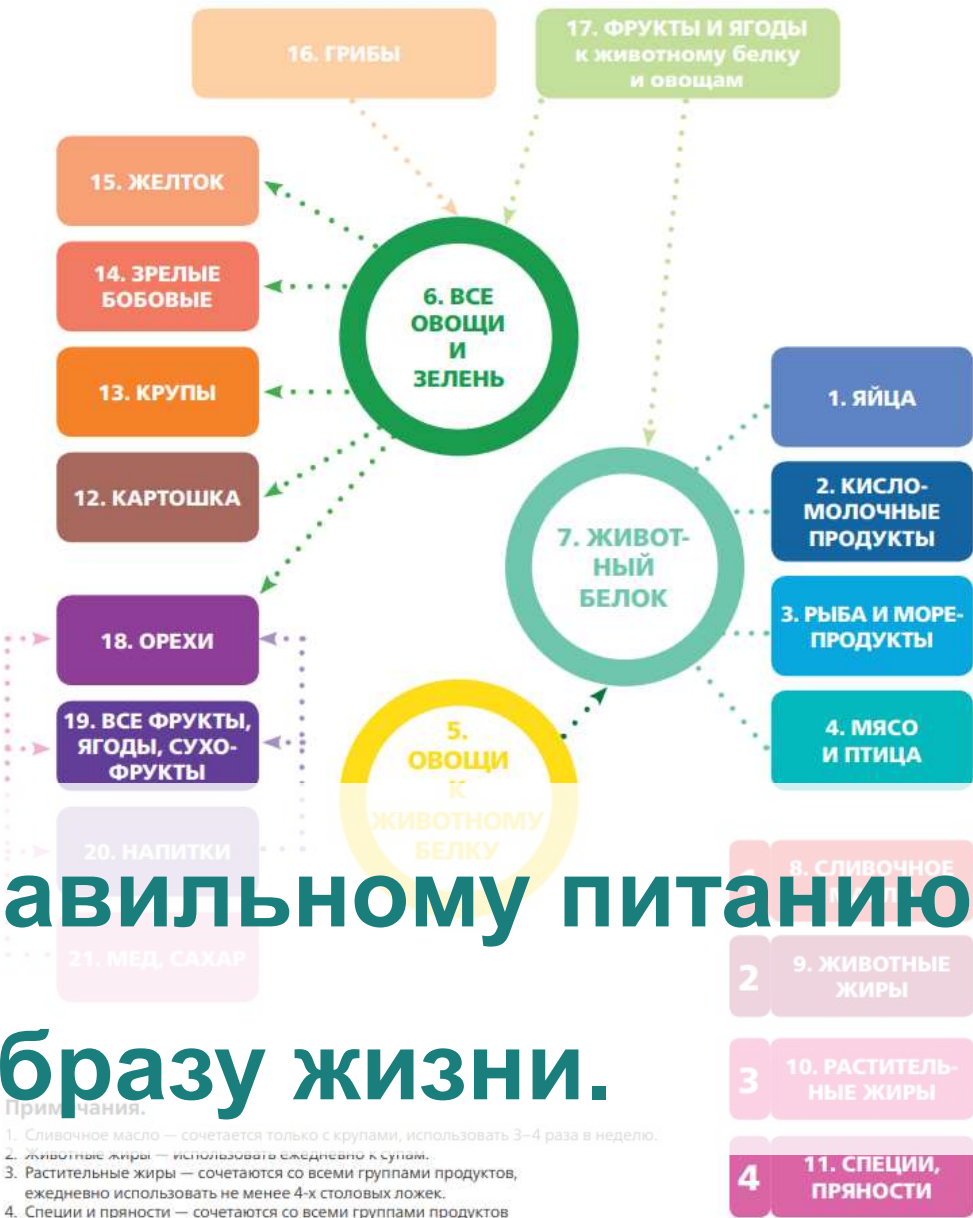 16. ГРИБЫ
17. ФРУКТЫ И ЯГОДЫ
к животному белку
и овощам
15. ЖЕЛТОК
14. ЗРЕЛЫЕ
БОБОВЫЕ
6. ВСЕ
ОВОЩИ
И
ЗЕЛЕНЬ
13. КРУПЫ
1. ЯЙЦА
12. КАРТОШКА
2. КИСЛО-
МОЛОЧНЫЕ
ПРОДУКТЫ
7. ЖИВОТ-
НЫЙ
БЕЛОК
18. ОРЕХИ
3. РЫБА И МОРЕ-
ПРОДУКТЫ
19. ВСЕ ФРУКТЫ,
ЯГОДЫ, СУХО-
ФРУКТЫ
5.
ОВОЩИ
К
ЖИВОТНОМУ
БЕЛКУ
4. МЯСО
И ПТИЦА
20. НАПИТКИ
8. СЛИВОЧНОЕ
авильному питанию
21. МЕД, САХАР
2
9. ЖИВОТНЫЕ
ЖИРЫ
бразу жизни.
3
10. РАСТИТЕЛЬ-
НЫЕ ЖИРЫ
Примечания.
1. Сливочное масло — сочетается только с крупами, использовать 3–4 раза в неделю.
2. Животные жиры — использовать ежедневно к супам.
3. Растительные жиры — сочетаются со всеми группами продуктов,
ежедневно использовать не менее 4-х столовых ложек.
4. Специи и пряности — сочетаются со всеми группами продуктов
4
11. СПЕЦИИ,
ПРЯНОСТИ